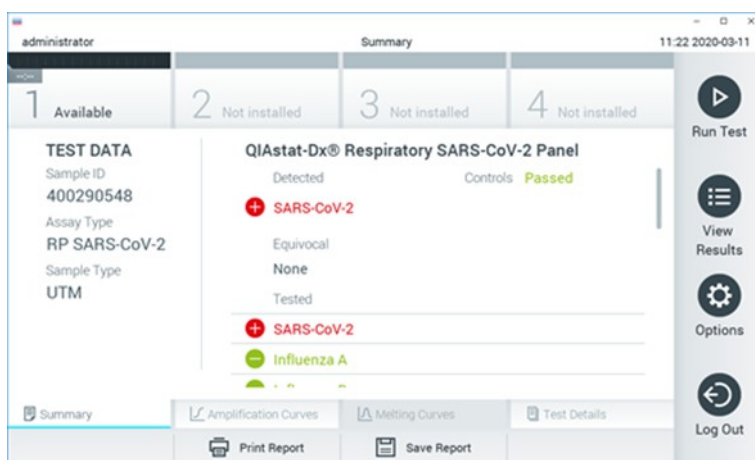 administrator
Summary
11:22 2020-03-11
1 Available
2 Not installed
3 Not installed
4 Not installed
Run Test
View
Results
Options
Log Out
TEST DATA
Sample ID
400290548
Assay Type
RP SARS-CoV-2
Sample Type
UTM
QIAstat-Dx® Respiratory SARS-CoV-2 Panel
Detected
Controls Passed
SARS-CoV-2
Equivocal
None
Tested
SARS-CoV-2
Influenza A
Summary
Amplification Curves
Melting Curves
Test Details
Print Report
Save Report